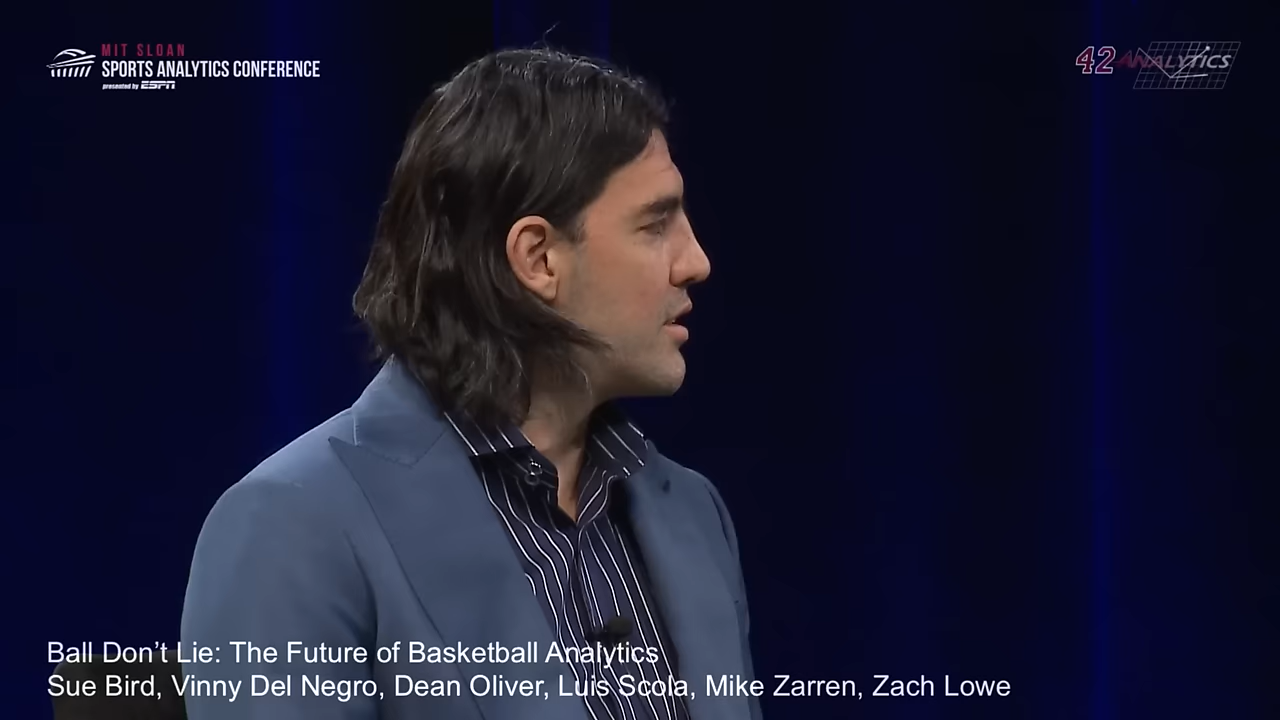 MIT SLOAN
SPORTS ANALYTICS CONFERENCE
presented by ESPN
42 ANALYTICS
Ball Don’t Lie: The Future of Basketball Analytics
Sue Bird, Vinny Del Negro, Dean Oliver, Luis Scola, Mike Zarren, Zach Lowe